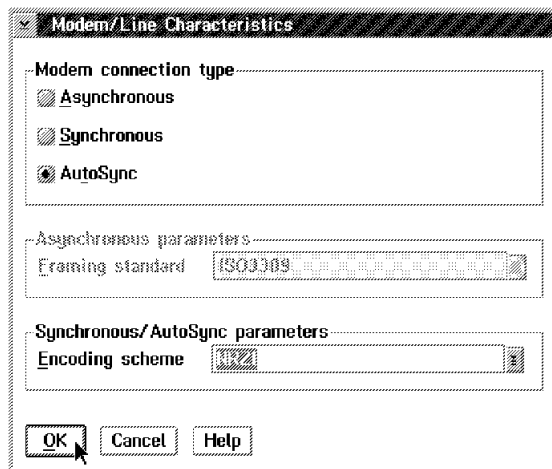 Modem/Line Characteristics
Modem connection type
Asynchronous
Synchronous
AutoSync
Asynchronous parameters
Framing standard ISO3309
Synchronous/AutoSync parameters
Encoding scheme NRZI
OK Cancel Help